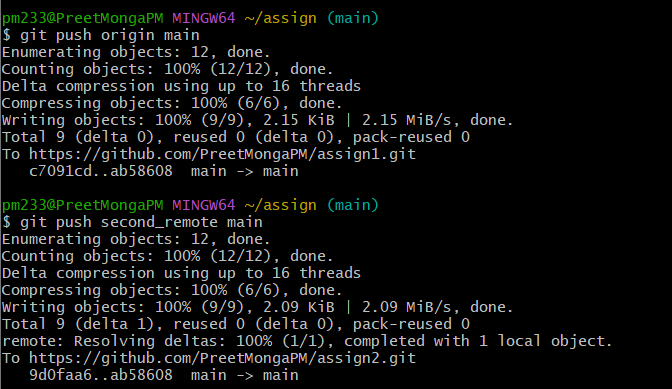 pm233@PreetMongaPM MINGW64 ~/assign (main)
$ git push origin main
Enumerating objects: 12, done.
Counting objects: 100% (12/12), done.
Delta compression using up to 16 threads
Compressing objects: 100% (6/6), done.
Writing objects: 100% (9/9), 2.15 KiB | 2.15 MiB/s, done.
Total 9 (delta 0), reused 0 (delta 0), pack-reused 0
To https://github.com/PreetMongaPM/assign1.git
   c7091cd..ab58608  main -> main
pm233@PreetMongaPM MINGW64 ~/assign (main)
$ git push second_remote main
Enumerating objects: 12, done.
Counting objects: 100% (12/12), done.
Delta compression using up to 16 threads
Compressing objects: 100% (6/6), done.
Writing objects: 100% (9/9), 2.09 KiB | 2.09 MiB/s, done.
Total 9 (delta 1), reused 0 (delta 0), pack-reused 0
remote: Resolving deltas: 100% (1/1), completed with 1 local object.
To https://github.com/PreetMongaPM/assign2.git
   9d0faa6..ab58608  main -> main